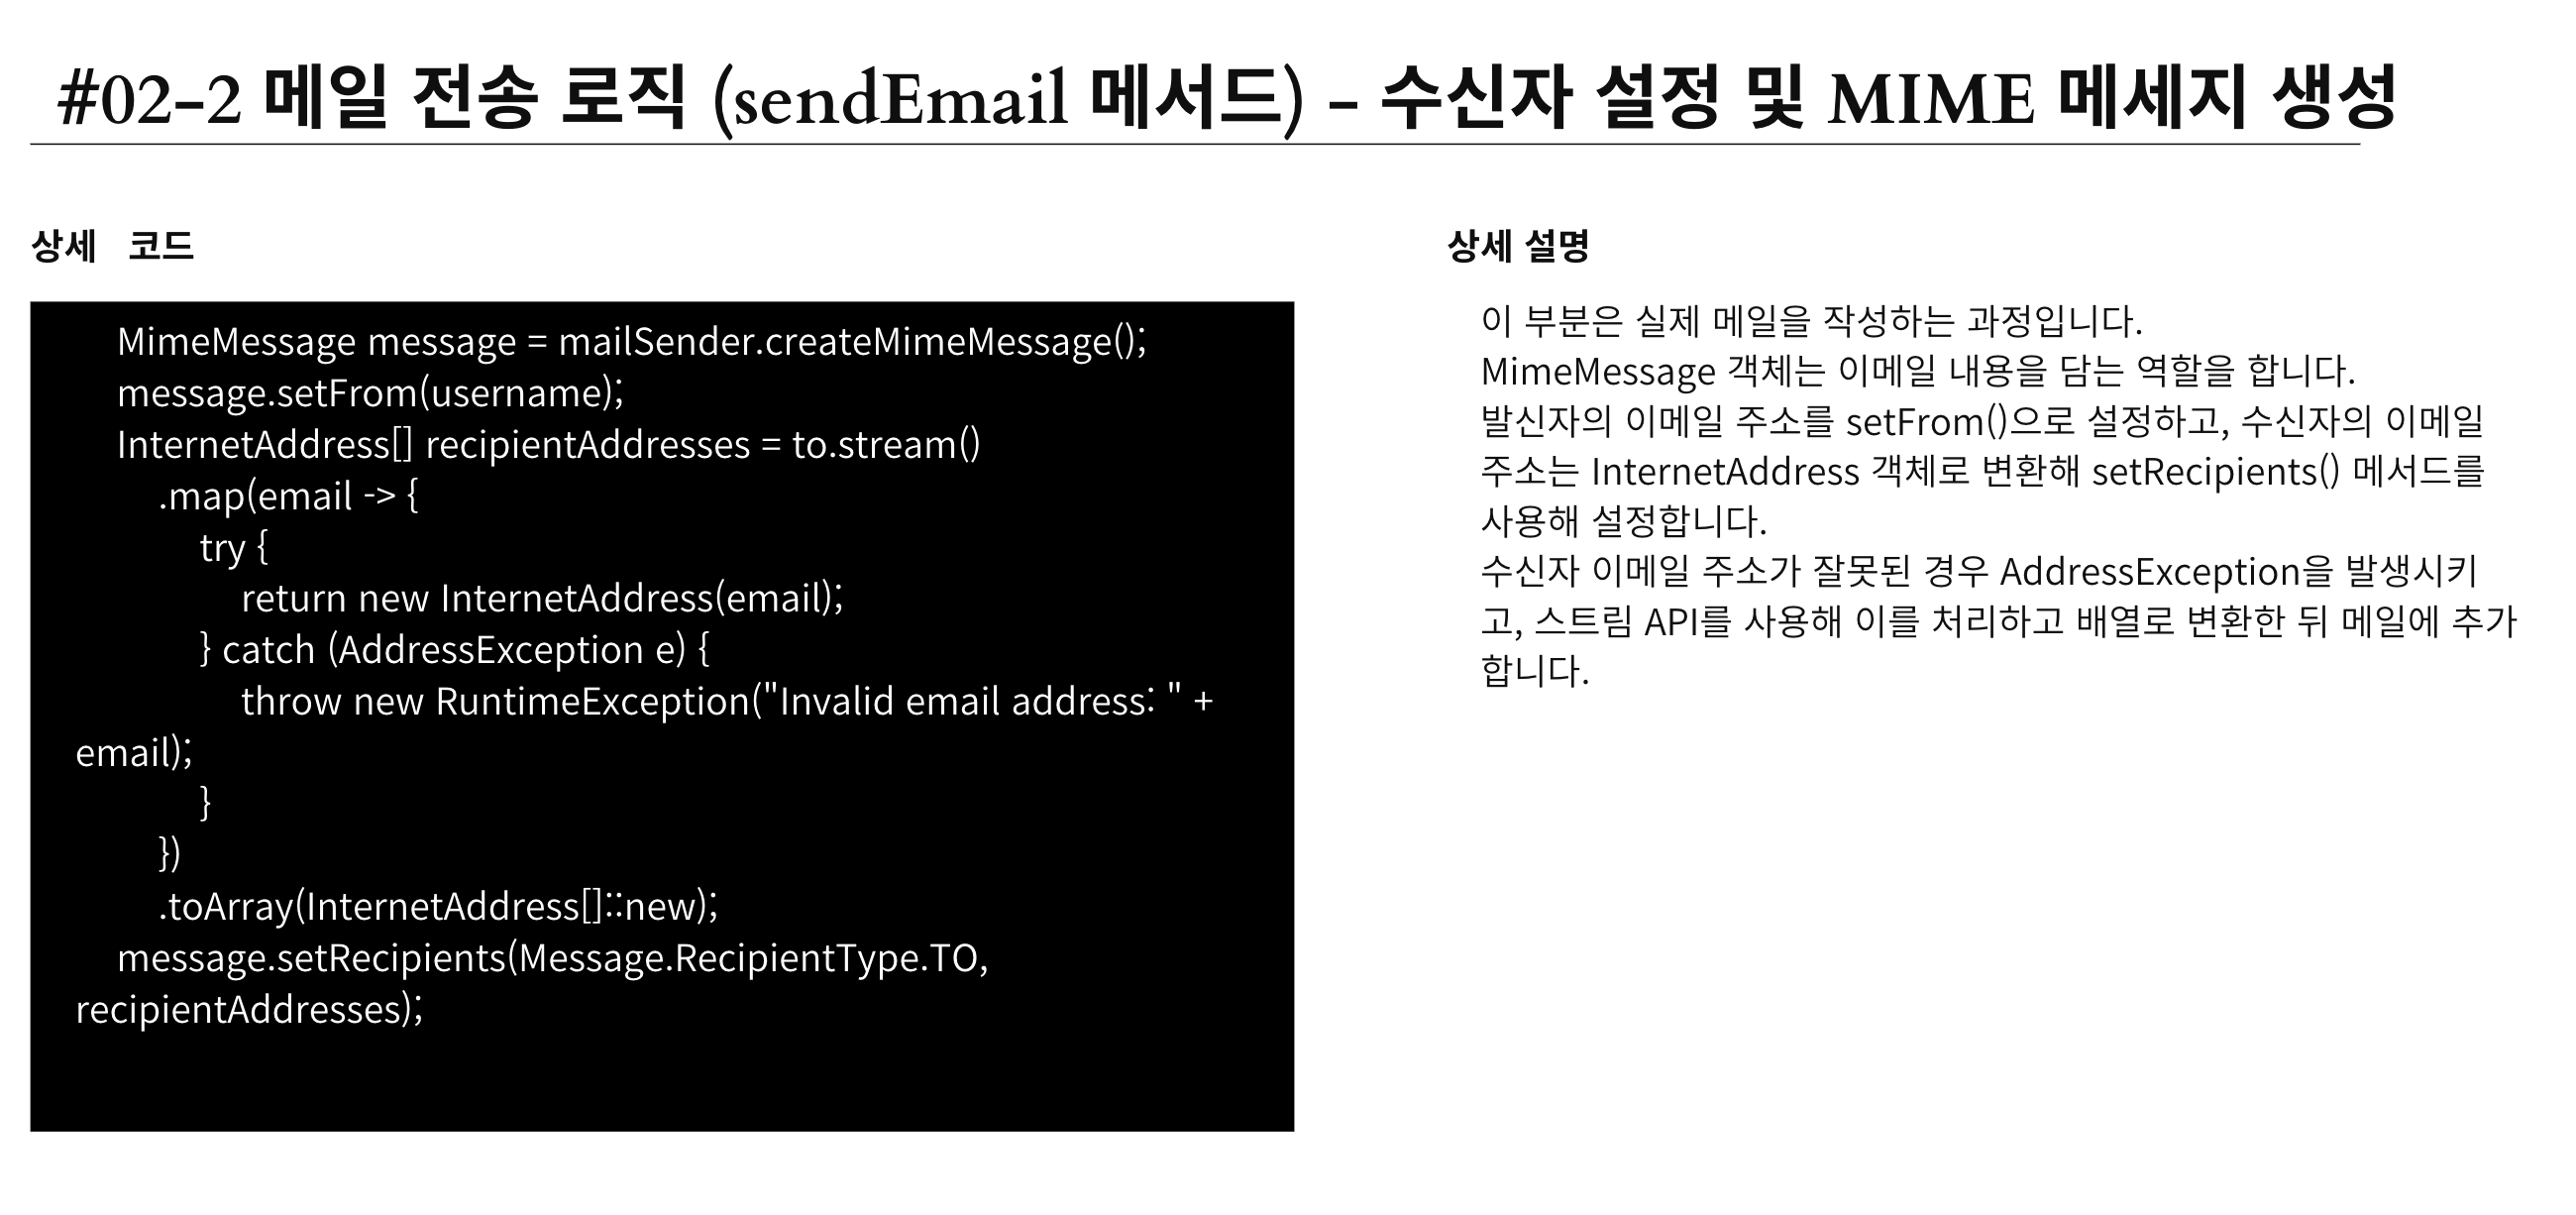 #02-2 메일 전송 로직 (sendEmail 메서드) - 수신자 설정 및 MIME 메세지 생성
상세 코드
MimeMessage message = mailSender.createMimeMessage();
message.setFrom(username);
InternetAddress[] recipientAddresses = to.stream()
.map(email -> {
try {
return new InternetAddress(email);
} catch (AddressException e) {
throw new RuntimeException("Invalid email address: " +
email);
}
})
.toArray(InternetAddress[]::new);
message.setRecipients(Message.RecipientType.TO,
recipientAddresses);
상세 설명
이 부분은 실제 메일을 작성하는 과정입니다.
MimeMessage 객체는 이메일 내용을 담는 역할을 합니다.
발신자의 이메일 주소를 setFrom()으로 설정하고, 수신자의 이메일
주소는 InternetAddress 객체로 변환해 setRecipients() 메서드를
사용해 설정합니다.
수신자 이메일 주소가 잘못된 경우 AddressException을 발생시키
고, 스트림 API를 사용해 이를 처리하고 배열로 변환한 뒤 메일에 추가
합니다.